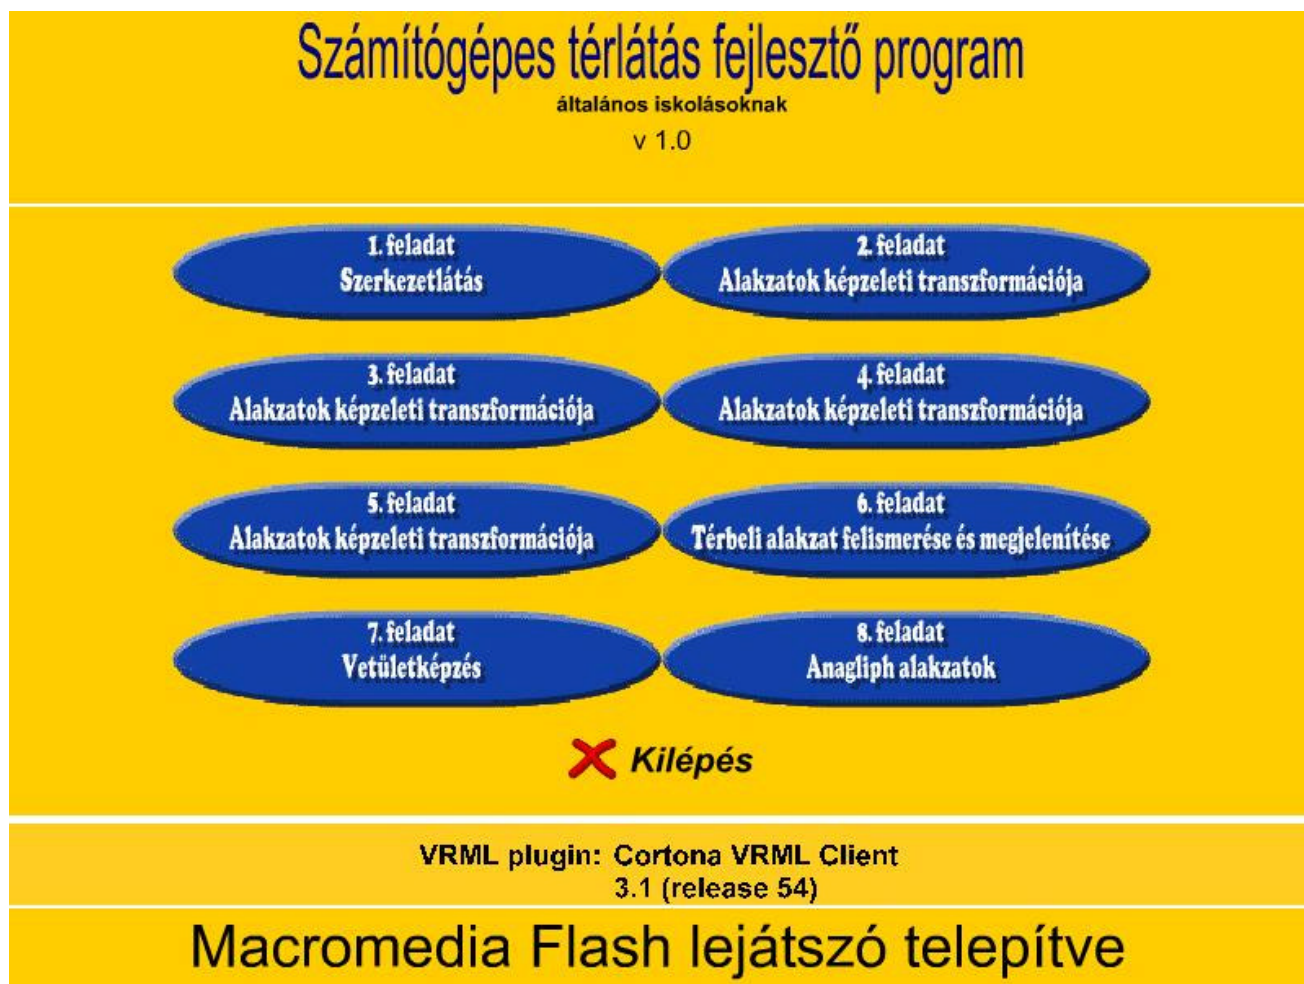 Számítógépes térlátás fejlesztő program
általános iskolásoknak
v 1.0
1. feladat
Szerkezetlátás
2. feladat
Alakzatok képzeleti transzformációja
3. feladat
Alakzatok képzeleti transzformációja
4. feladat
Alakzatok képzeleti transzformációja
5. feladat
Alakzatok képzeleti transzformációja
6. feladat
Térbeli alakzat felismerése és megjelenítése
7. feladat
Vetületképzés
8. feladat
Anagliph alakzatok
Kilépés
VRML plugin: Cortona VRML Client
3.1 (release 54)
Macromedia Flash lejátszó telepítve